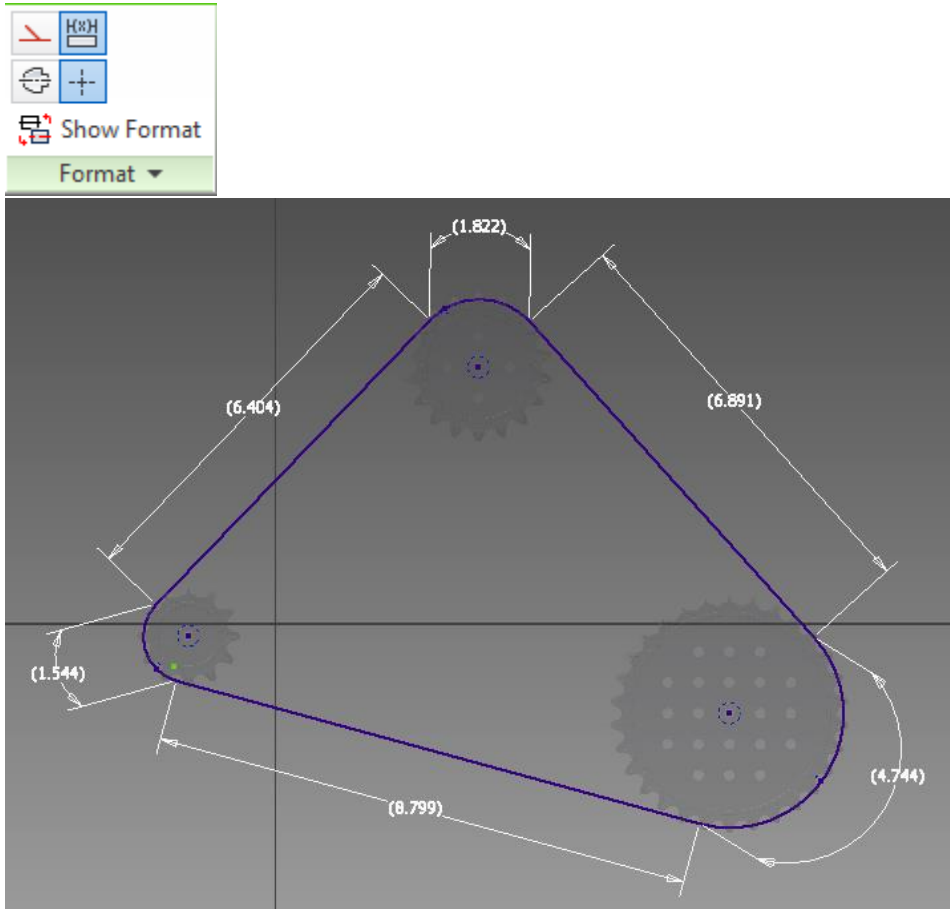 H(x)H
Show Format
Format
(1.822)
(6.404)
(6.891)
(1.544)
(4.744)
(8.799)